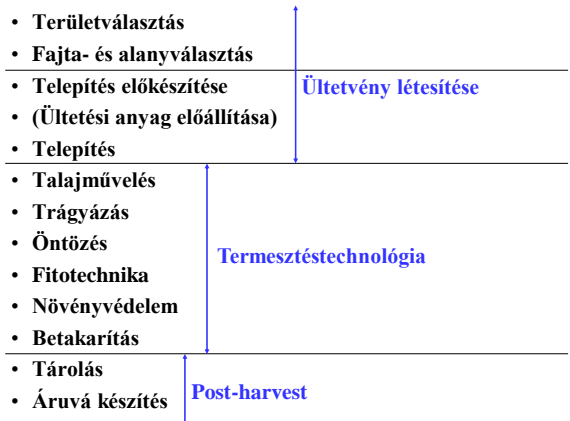 • Területválasztás
• Fajta- és alanyválasztás
• Telepítés előkészítése
Ültetvény létesítése
• (Ültetési anyag előállítása)
• Telepítés
• Talajművelés
• Trágyázás
• Öntözés
Termesztéstechnológia
• Fitotechnika
• Növényvédelem
• Betakarítás
• Tárolás
Post-harvest
• Áruvá készítés